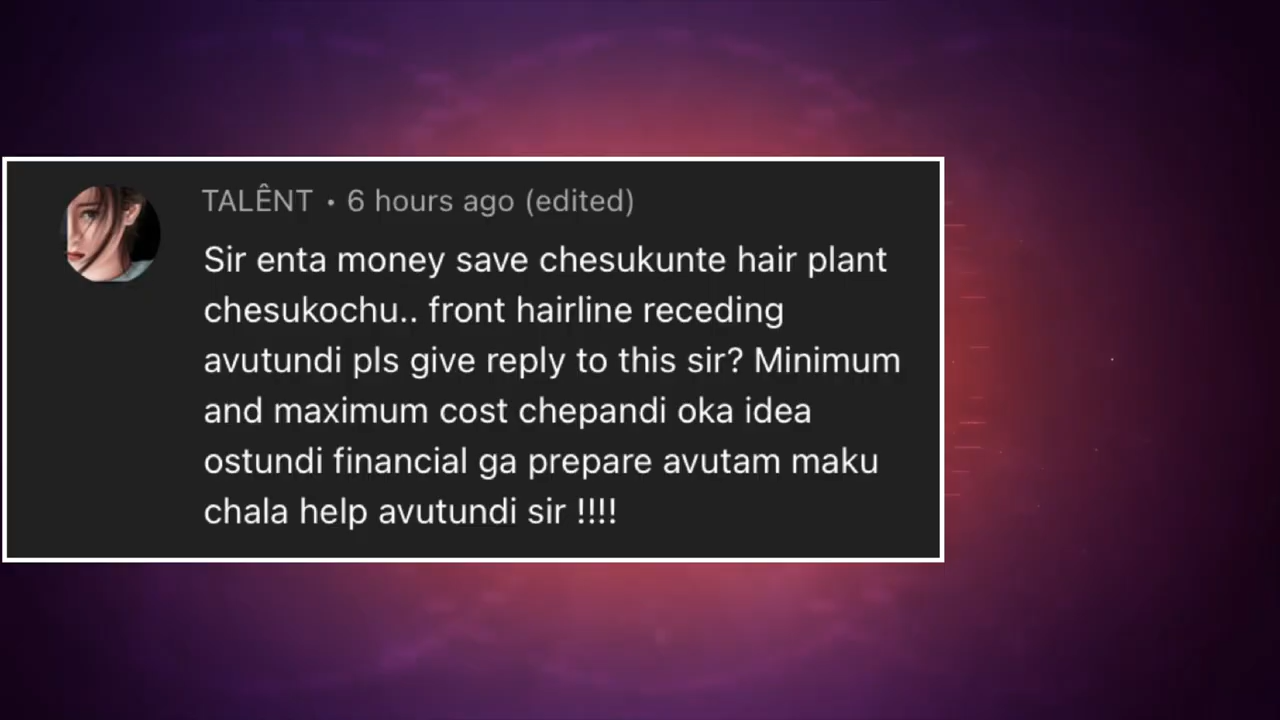 TALÊNT • 6 hours ago (edited)
Sir enta money save chesukunte hair plant
chesukochu.. front hairline receding
avutundi pls give reply to this sir? Minimum
and maximum cost chepandi oka idea
ostundi financial ga prepare avutam maku
chala help avutundi sir !!!!